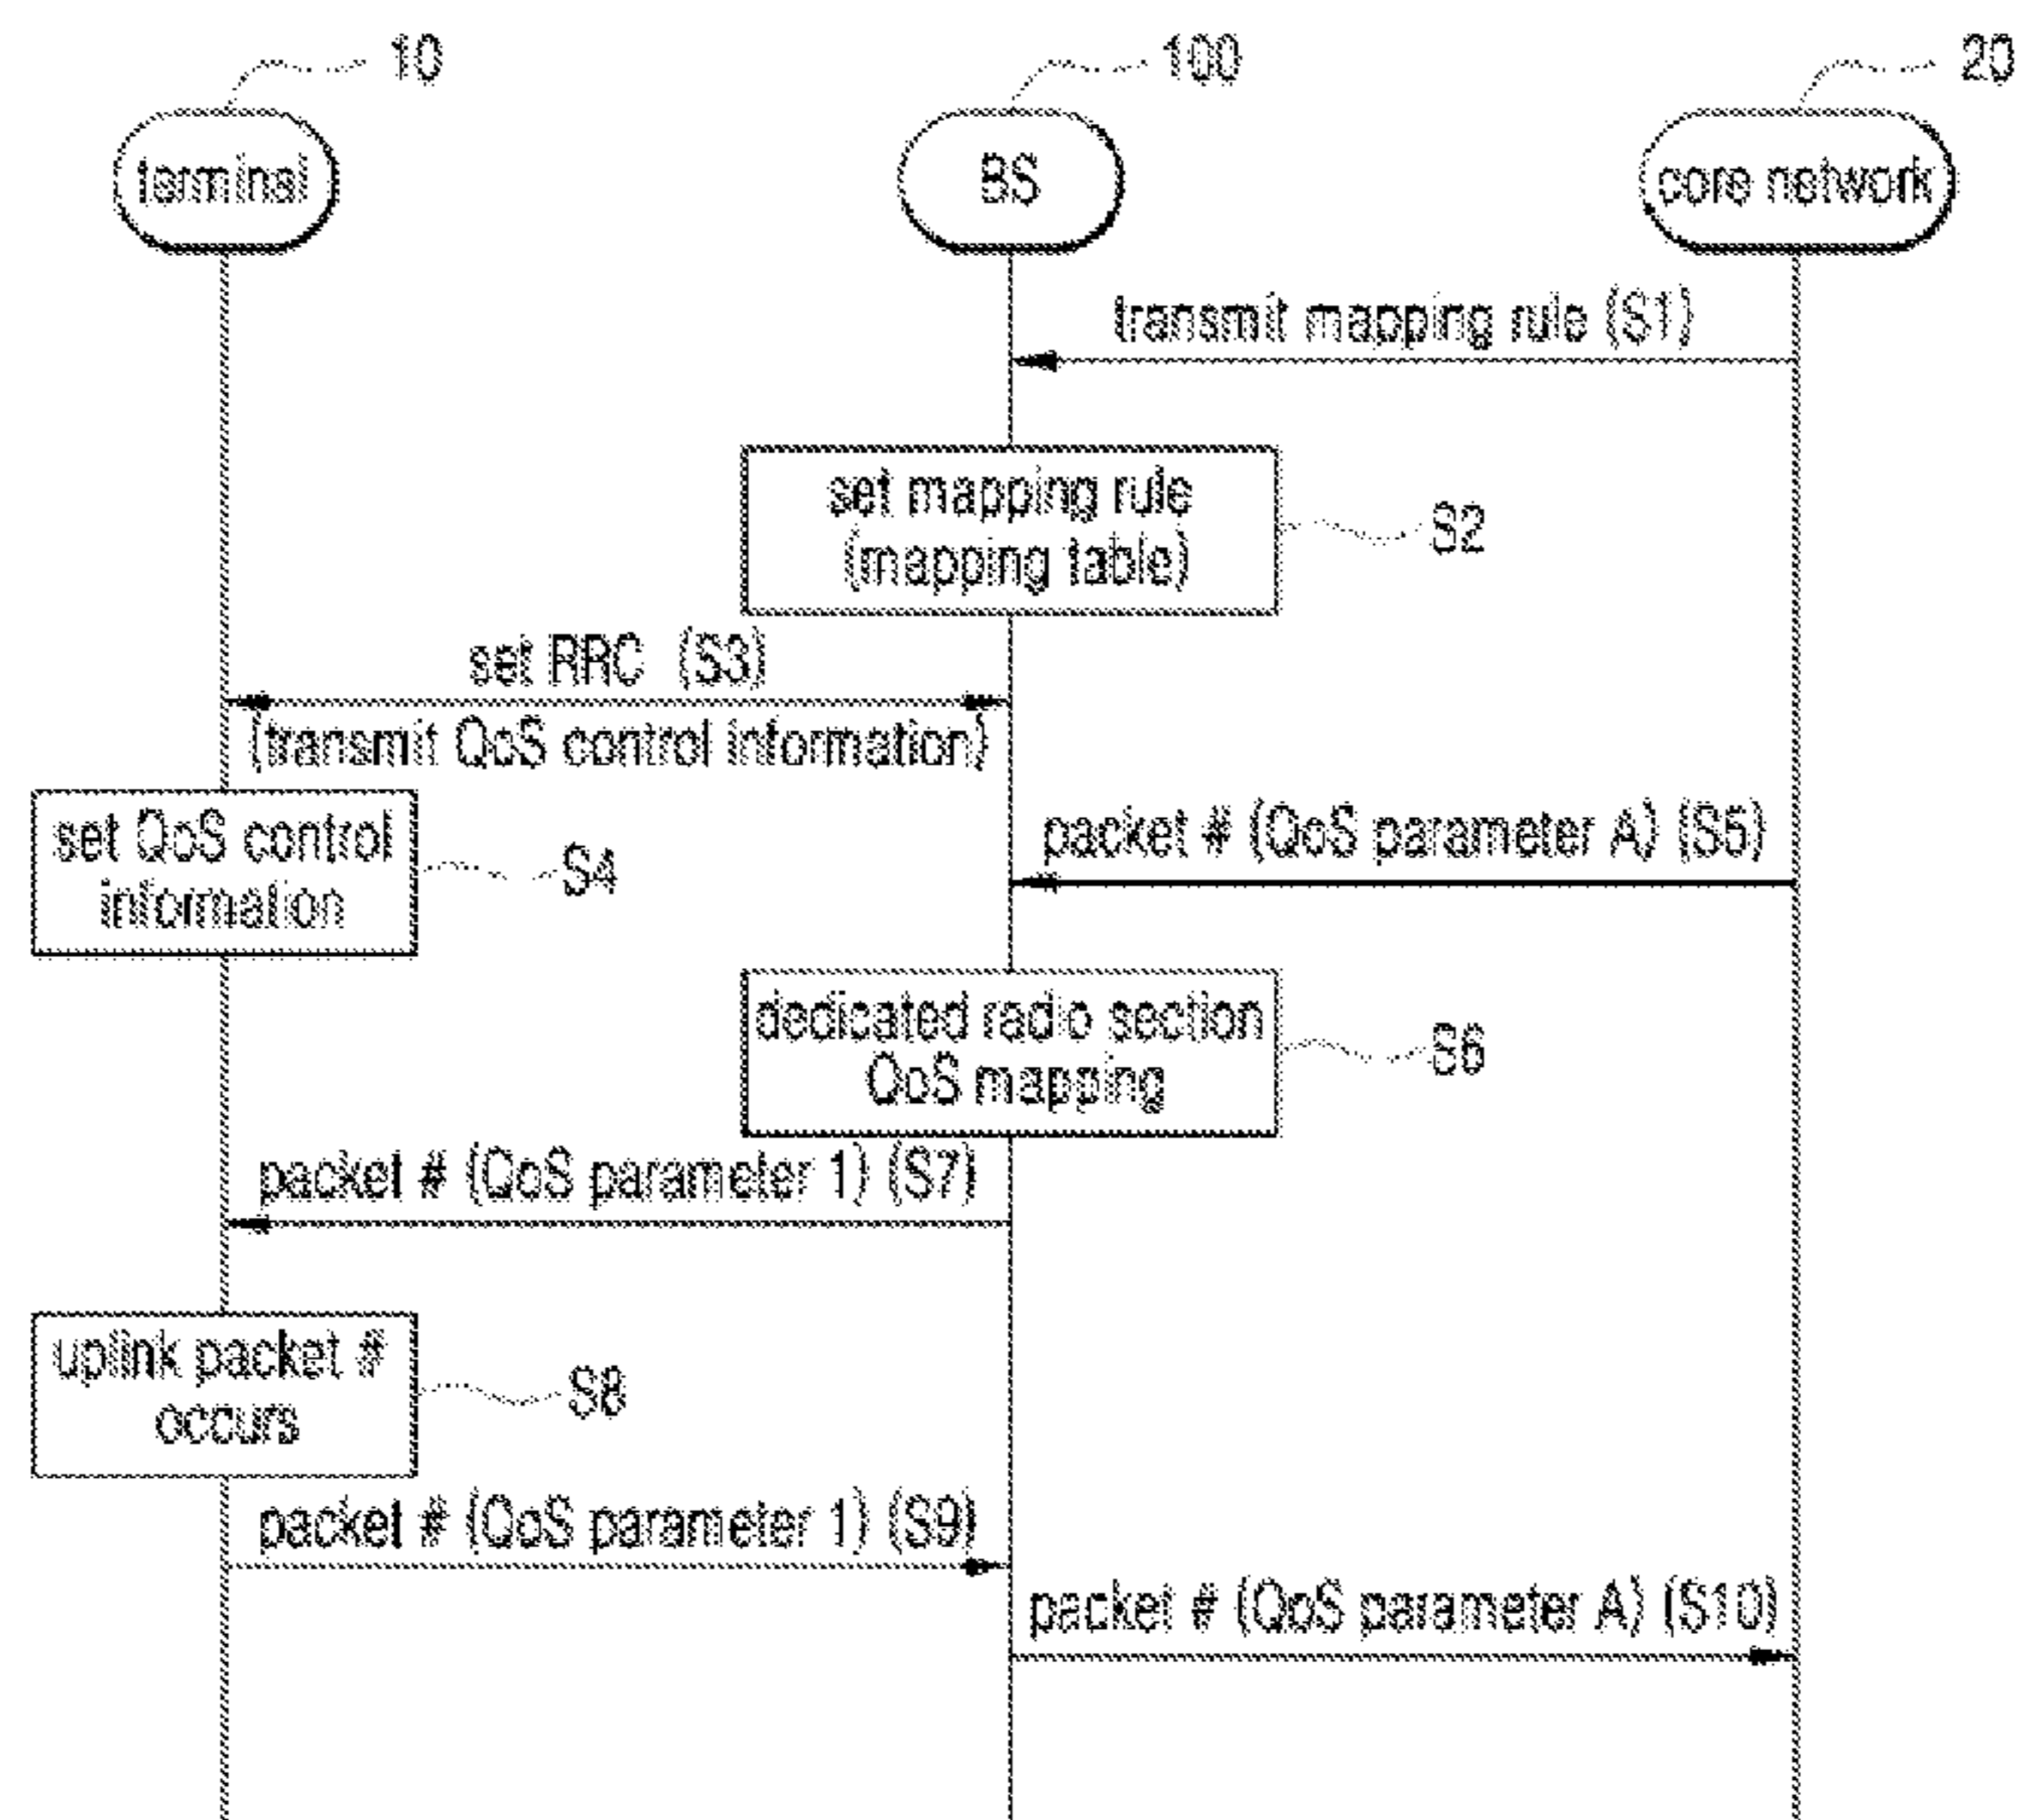 10
100
20
terminal
BS
core network
transmit mapping rule (S1)
set mapping rule
(mapping table)
S2
set RRC (S3)
(transmit QoS control information)
set QoS control
information
S4
packet # (QoS parameter A) (S5)
dedicated radio section
QoS mapping
S6
packet # (QoS parameter 1) (S7)
uplink packet #
occurs
S8
packet # (QoS parameter 1) (S9)
packet # (QoS parameter A) (S10)